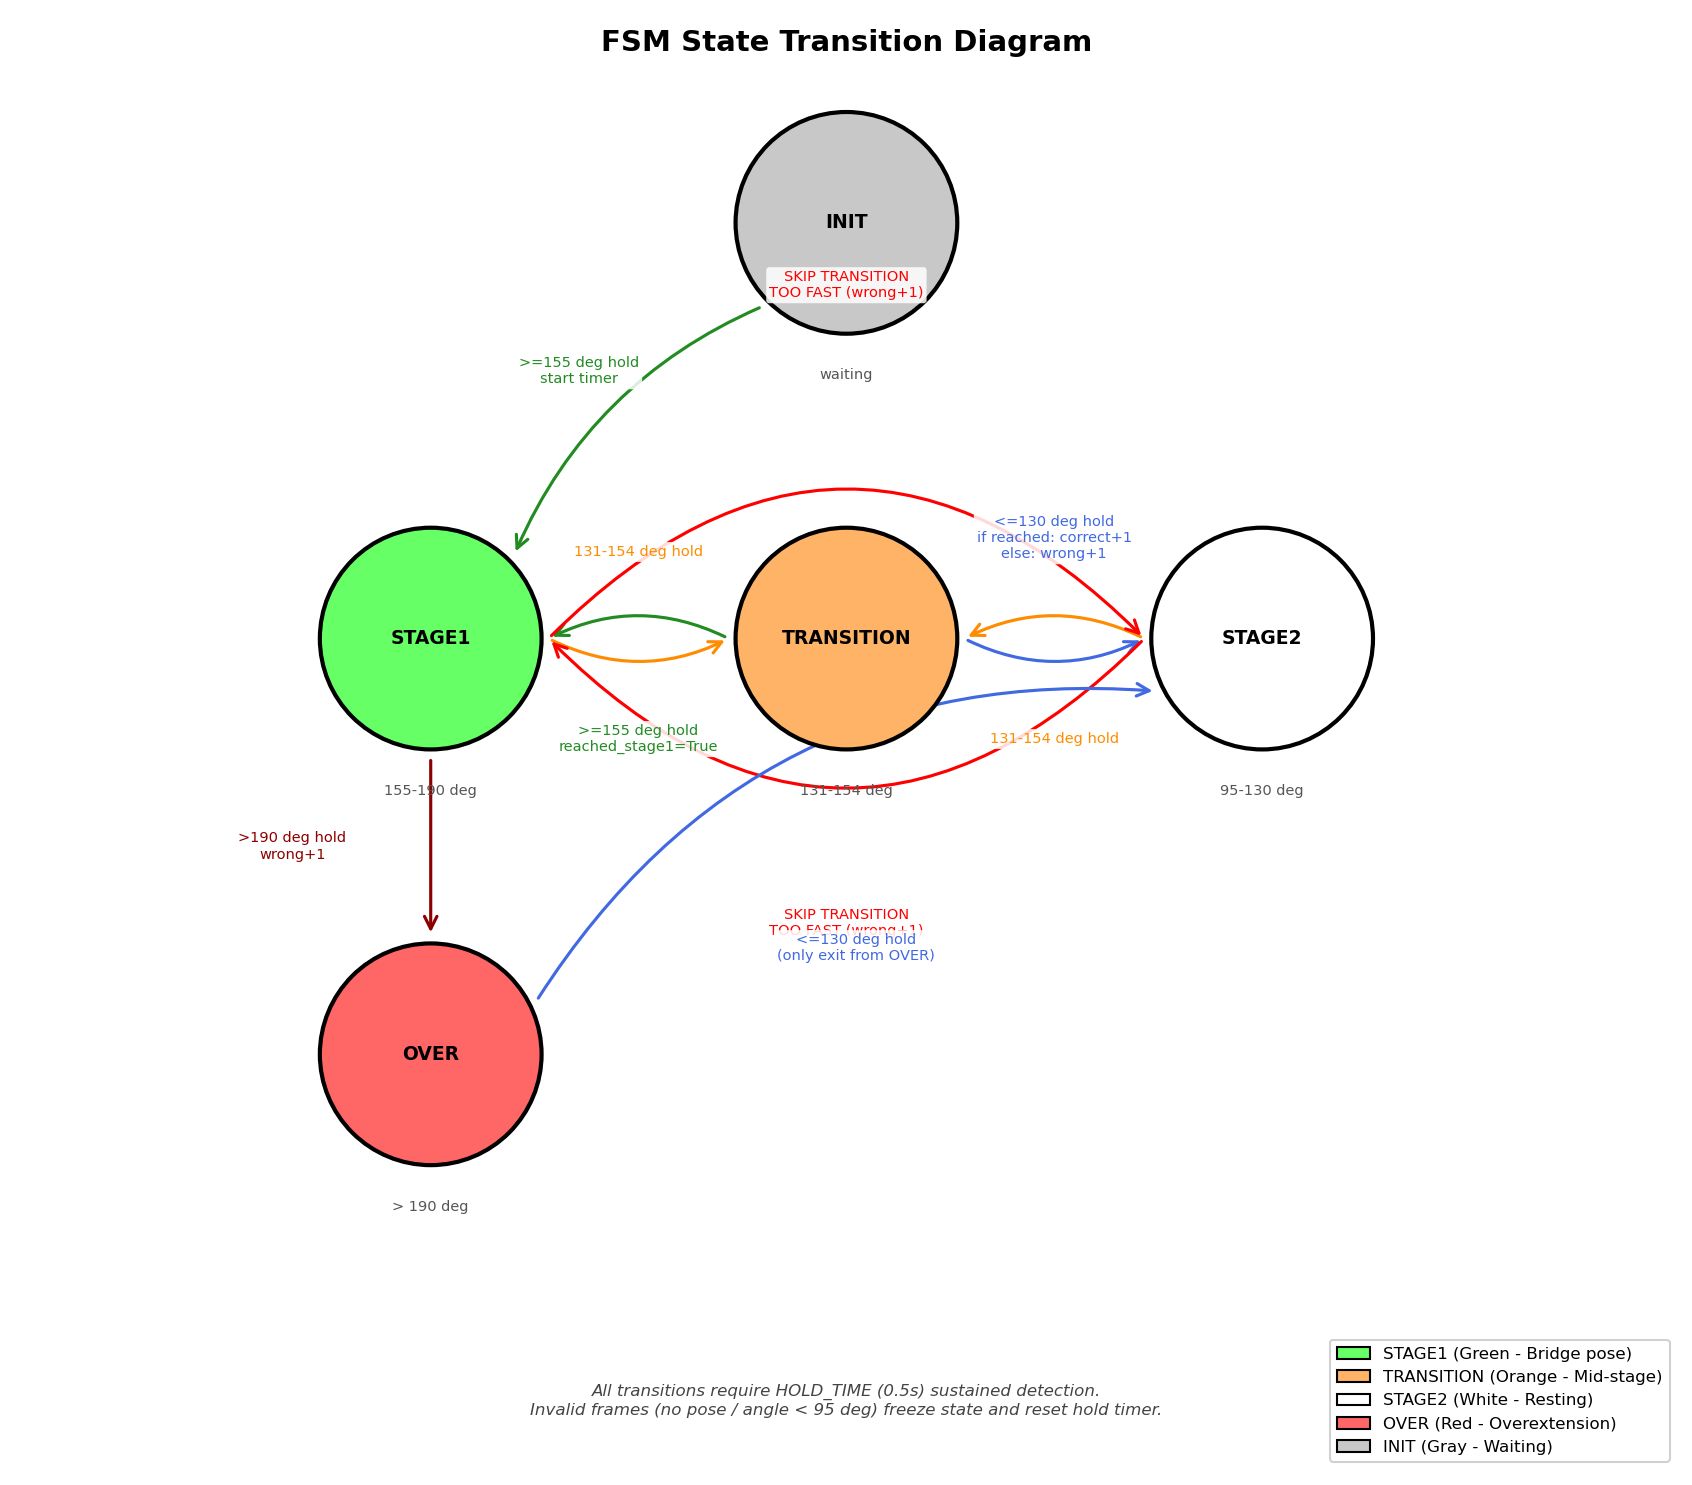 FSM State Transition Diagram
INIT
SKIP TRANSITION
TOO FAST (wrong+1)
>=155 deg hold
start timer
waiting
<=130 deg hold
if reached: correct+1
else: wrong+1
131-154 deg hold
STAGE1
TRANSITION
STAGE2
>=155 deg hold
reached_stage1=True
131-154 deg hold
155-190 deg
131-154 deg
95-130 deg
>190 deg hold
wrong+1
SKIP TRANSITION
TOO FAST (wrong+1)
<=130 deg hold
(only exit from OVER)
OVER
> 190 deg
All transitions require HOLD_TIME (0.5s) sustained detection.
Invalid frames (no pose / angle < 95 deg) freeze state and reset hold timer.
STAGE1 (Green - Bridge pose)
TRANSITION (Orange - Mid-stage)
STAGE2 (White - Resting)
OVER (Red - Overextension)
INIT (Gray - Waiting)